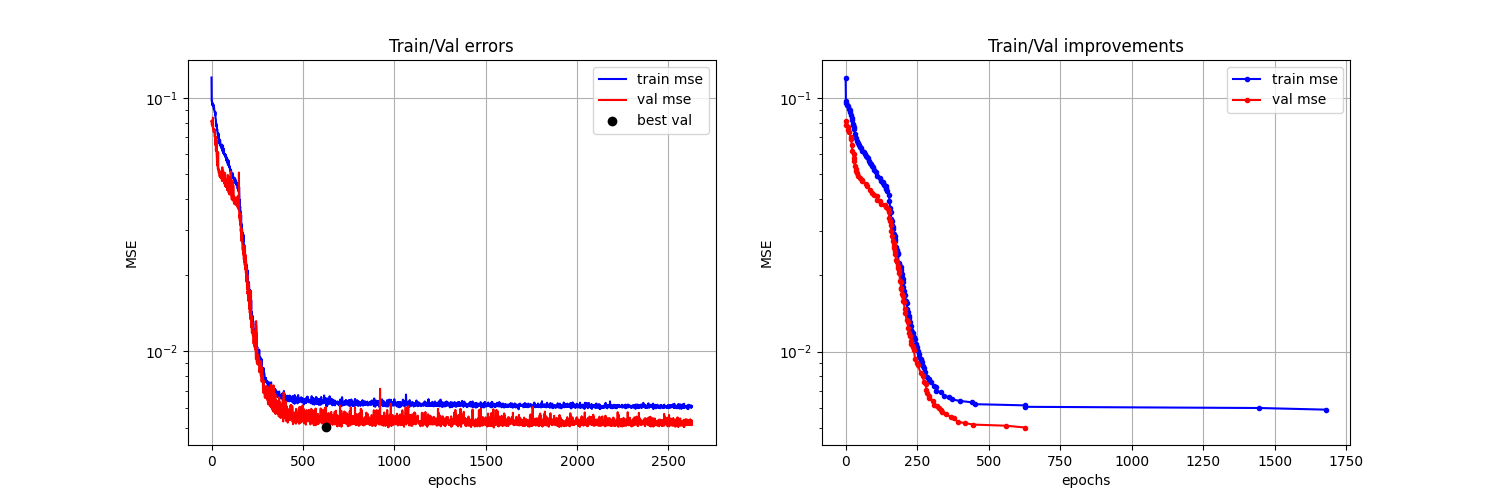 Train/Val errors
MSE
10⁻¹
10⁻²
train mse
val mse
best val
0 500 1000 1500 2000 2500
epochs
Train/Val improvements
MSE
10⁻¹
10⁻²
train mse
val mse
0 250 500 750 1000 1250 1500 1750
epochs